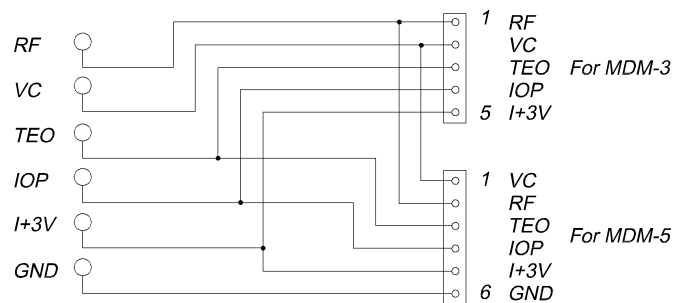 RF
VC
TEO
IOP
I+3V
GND
1 RF
VC
TEO For MDM-3
IOP
5 I+3V
1 VC
RF
TEO
IOP For MDM-5
I+3V
6 GND